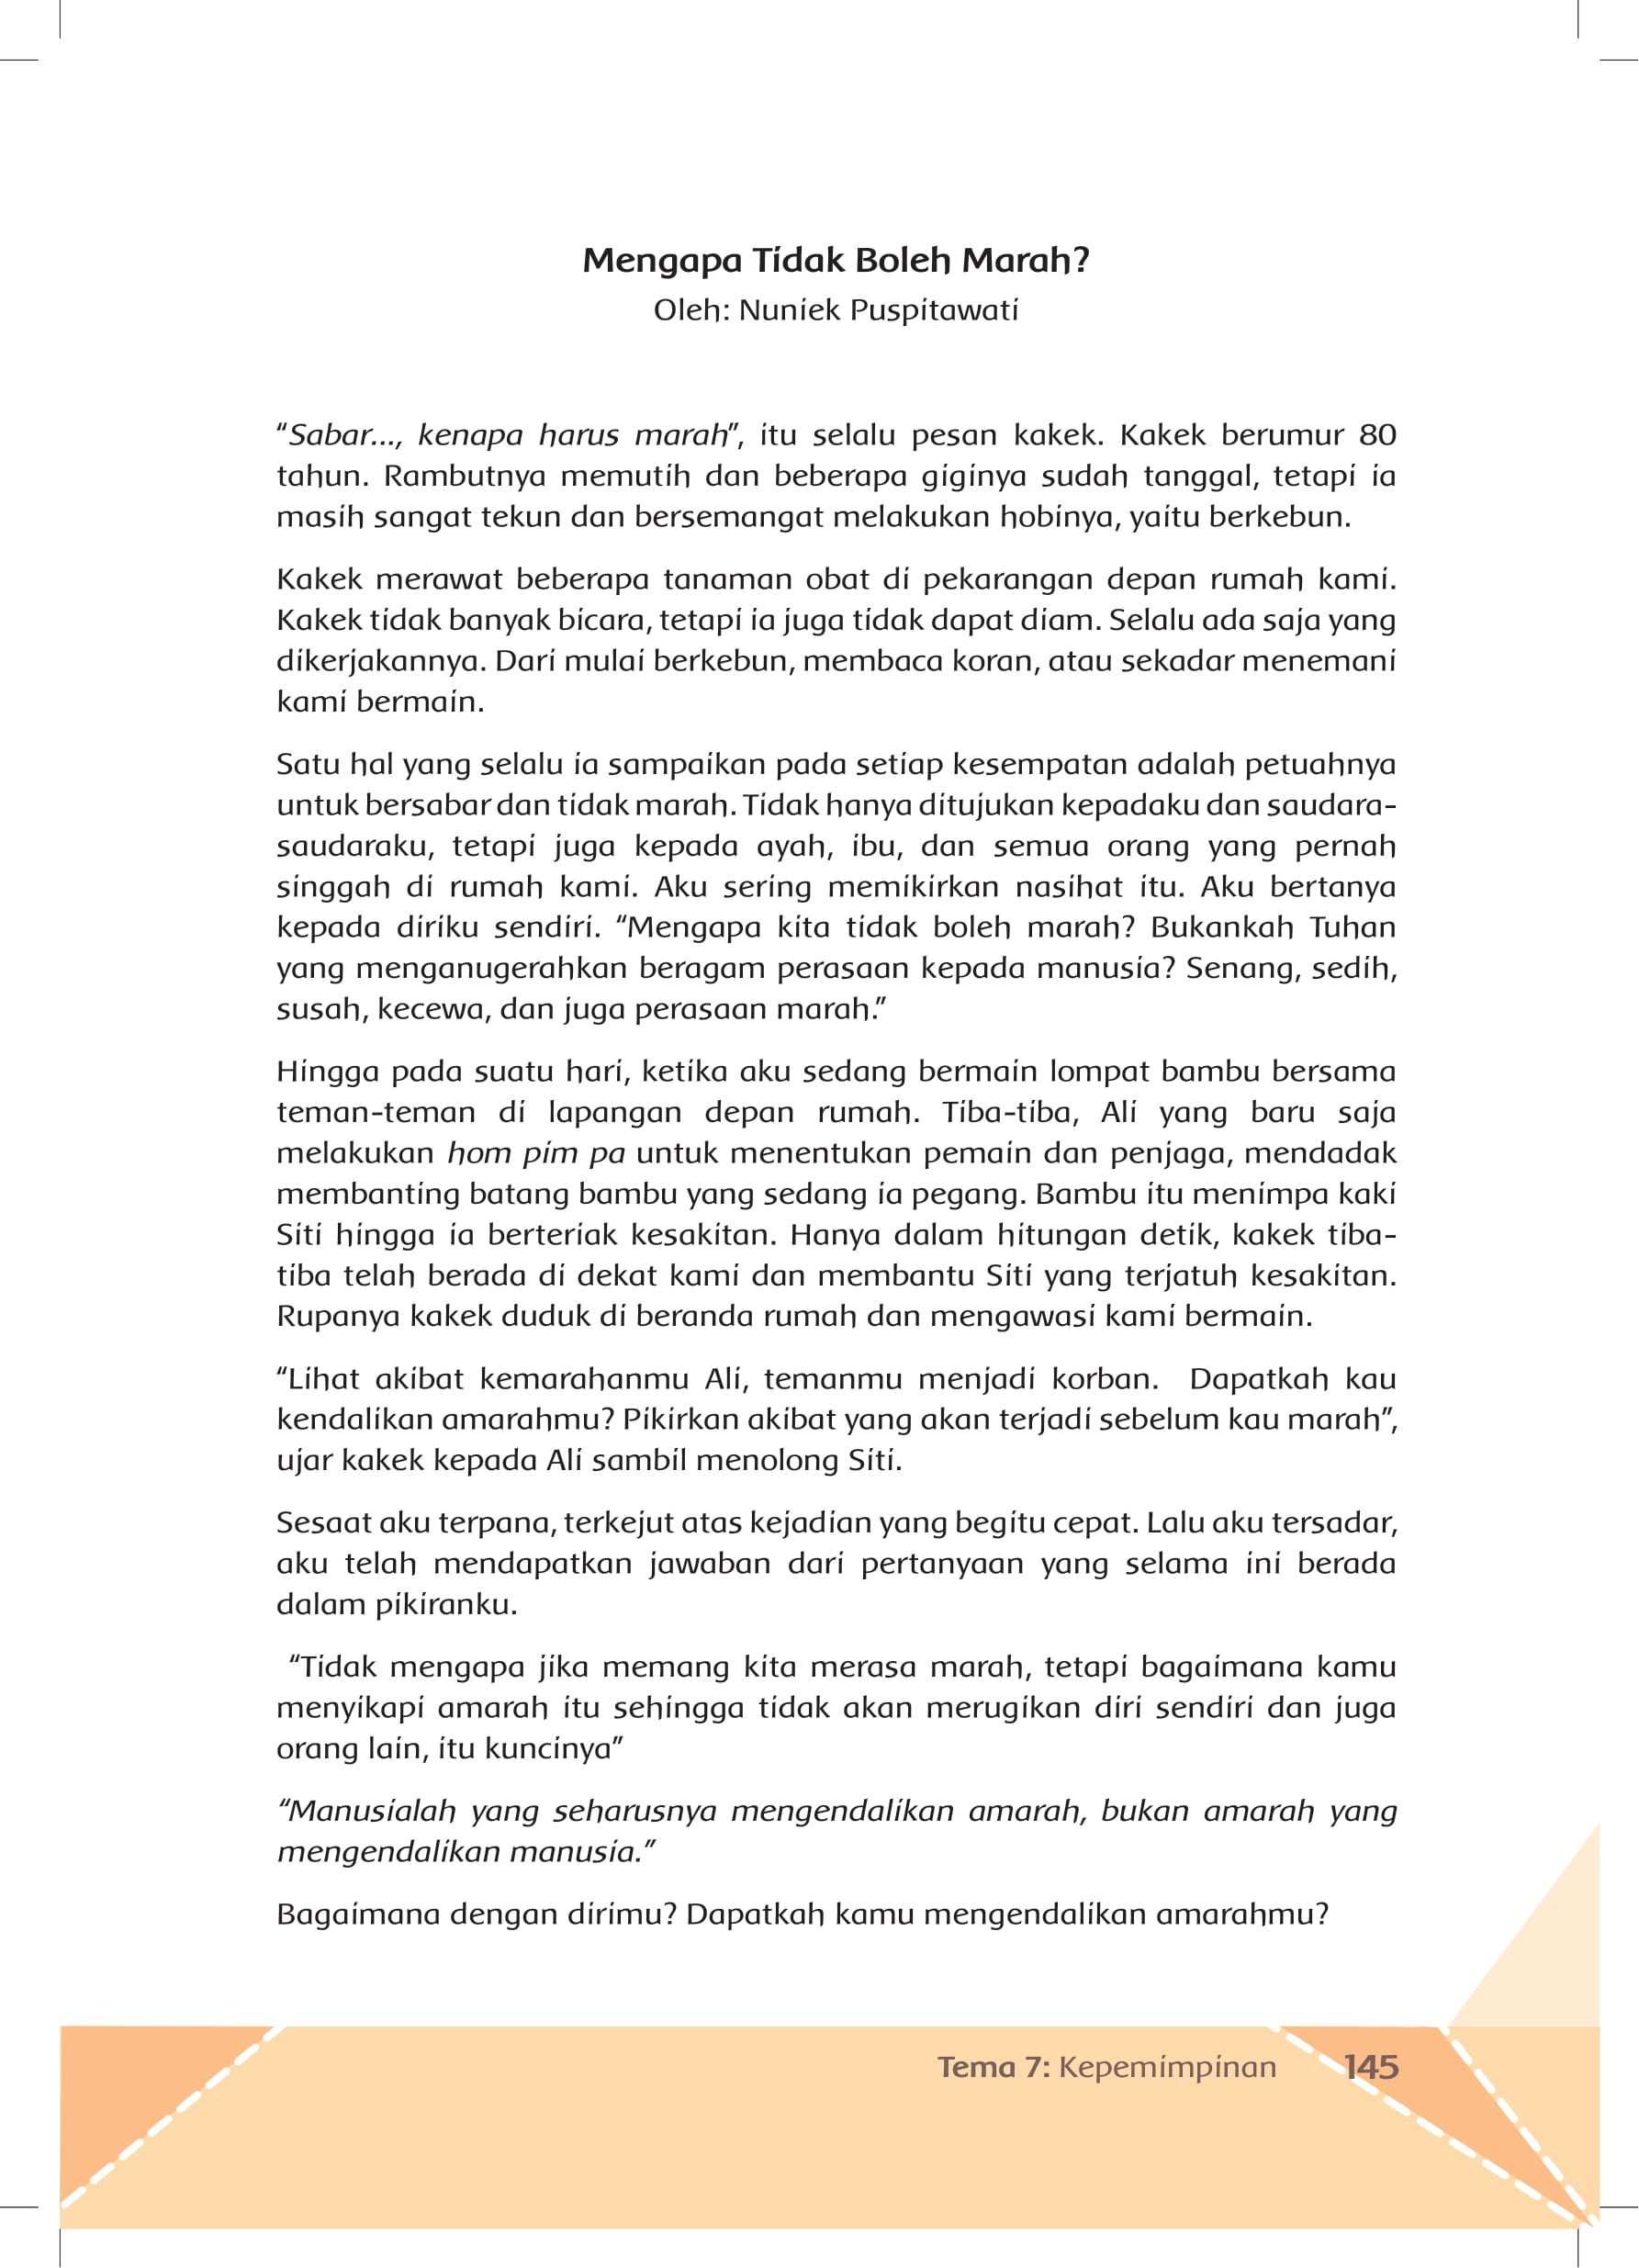 Mengapa Tidak Boleh Marah?
Oleh: Nuniek Puspitawati
“Sabar..., kenapa harus marah”, itu selalu pesan kakek. Kakek berumur 80
tahun. Rambutnya memutih dan beberapa giginya sudah tanggal, tetapi ia
masih sangat tekun dan bersemangat melakukan hobinya, yaitu berkebun.
Kakek merawat beberapa tanaman obat di pekarangan depan rumah kami.
Kakek tidak banyak bicara, tetapi ia juga tidak dapat diam. Selalu ada saja yang
dikerjakannya. Dari mulai berkebun, membaca koran, atau sekadar menemani
kami bermain.
Satu hal yang selalu ia sampaikan pada setiap kesempatan adalah petuahnya
untuk bersabar dan tidak marah. Tidak hanya ditujukan kepadaku dan saudara-
saudaraku, tetapi juga kepada ayah, ibu, dan semua orang yang pernah
singgah di rumah kami. Aku sering memikirkan nasihat itu. Aku bertanya
kepada diriku sendiri. “Mengapa kita tidak boleh marah? Bukankah Tuhan
yang menganugerahkan beragam perasaan kepada manusia? Senang, sedih,
susah, kecewa, dan juga perasaan marah.”
Hingga pada suatu hari, ketika aku sedang bermain lompat bambu bersama
teman-teman di lapangan depan rumah. Tiba-tiba, Ali yang baru saja
melakukan hom pim pa untuk menentukan pemain dan penjaga, mendadak
membanting batang bambu yang sedang ia pegang. Bambu itu menimpa kaki
Siti hingga ia berteriak kesakitan. Hanya dalam hitungan detik, kakek tiba-
tiba telah berada di dekat kami dan membantu Siti yang terjatuh kesakitan.
Rupanya kakek duduk di beranda rumah dan mengawasi kami bermain.
“Lihat akibat kemarahanmu Ali, temanmu menjadi korban.  Dapatkah kau
kendalikan amarahmu? Pikirkan akibat yang akan terjadi sebelum kau marah”,
ujar kakek kepada Ali sambil menolong Siti.
Sesaat aku terpana, terkejut atas kejadian yang begitu cepat. Lalu aku tersadar,
aku telah mendapatkan jawaban dari pertanyaan yang selama ini berada
dalam pikiranku.
“Tidak mengapa jika memang kita merasa marah, tetapi bagaimana kamu
menyikapi amarah itu sehingga tidak akan merugikan diri sendiri dan juga
orang lain, itu kuncinya”
“Manusialah yang seharusnya mengendalikan amarah, bukan amarah yang
mengendalikan manusia.”
Bagaimana dengan dirimu? Dapatkah kamu mengendalikan amarahmu?
Tema 7: Kepemimpinan 145